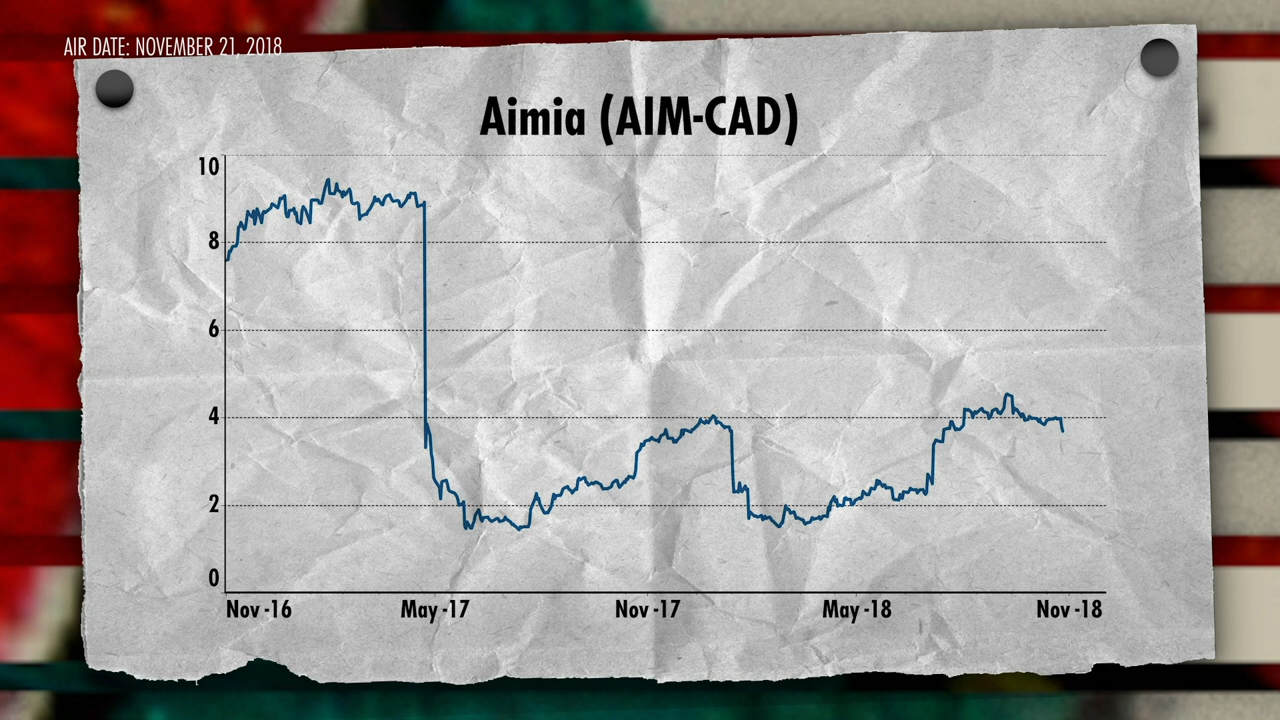 AIR DATE: NOVEMBER 21, 2018
Aimia (AIM-CAD)
10
8
6
4
2
0
Nov -16 May -17 Nov -17 May -18 Nov -18